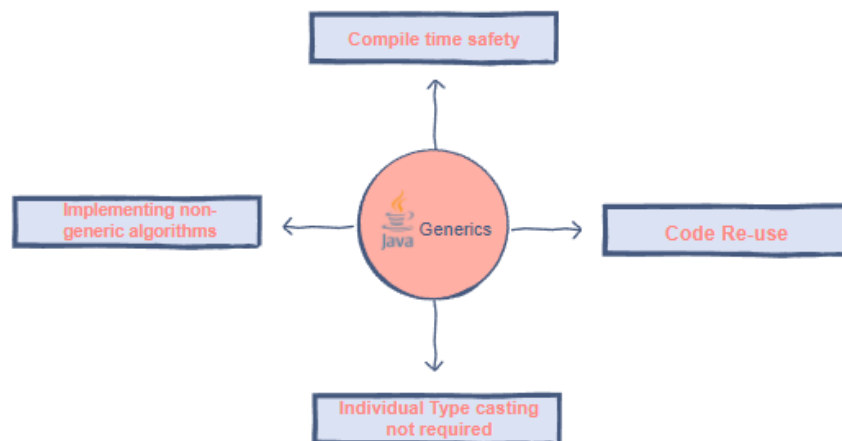 Compile time safety
Implementing non-
generic algorithms
Java
Generics
Code Re-use
Individual Type casting
not required